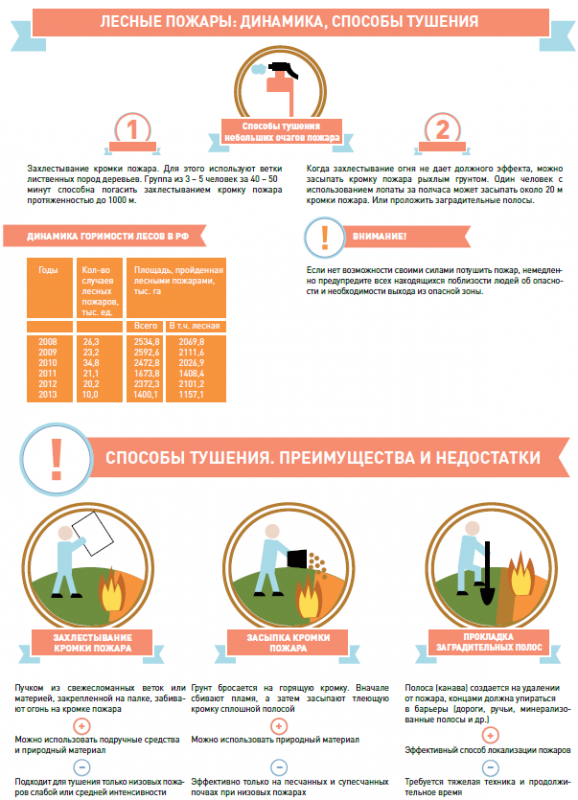 ЛЕСНЫЕ ПОЖАРЫ: ДИНАМИКА, СПОСОБЫ ТУШЕНИЯ
Способы тушения
небольших очагов пожара
1
Захлестывание кромки пожара. Для этого используют ветки
лиственных пород деревьев. Группа из 3 – 5 человек за 40 – 50
минут способна погасить захлестыванием кромку пожара
протяженностью до 1000 м.
2
Когда захлестывание огня не дает должного эффекта, можно
засыпать кромку пожара рыхлым грунтом. Один человек с
использованием лопаты за полчаса может засыпать около 20 м
кромки пожара. Или проложить заградительные полосы.
ДИНАМИКА ГОРИМОСТИ ЛЕСОВ В РФ
Годы
Кол-во
случаев
лесных
пожаров,
тыс. ед.
Площадь, пройденная
лесными пожарами,
тыс. га
Всего В т.ч. лесная
2008 26,3 2534,8 2069,8
2009 23,2 2592,6 2111,6
2010 34,8 2472,8 2026,9
2011 21,1 1673,8 1408,4
2012 20,2 2372,3 2101,2
2013 10,0 1400,1 1157,1
!
ВНИМАНИЕ!
Если нет возможности своими силами потушить пожар, немедлен-
но предупредите всех находящихся поблизости людей об опасно-
сти и необходимости выхода из опасной зоны.
!
СПОСОБЫ ТУШЕНИЯ. ПРЕИМУЩЕСТВА И НЕДОСТАТКИ
ЗАХЛЕСТЫВАНИЕ
КРОМКИ ПОЖАРА
Пучком из свежесломанных веток или
материей, закрепленной на палке, забива-
ют огонь на кромке пожара
+
Можно использовать подручные средства
и природный материал
–
Подходит для тушения только низовых пожа-
ров слабой или средней интенсивности
ЗАСЫПКА КРОМКИ
ПОЖАРА
Грунт бросается на горящую кромку. Вначале
сбивают пламя, а затем засыпают тлеющую
кромку сплошной полосой
+
Можно использовать природный материал
–
Эффективно только на песчанных и супесчаных
почвах при низовых пожарах
ПРОКЛАДКА
ЗАГРАДИТЕЛЬНЫХ ПОЛОС
Полоса (канава) создается на удалении
от пожара, концами должна упираться
в барьеры (дороги, ручьи, минерализо-
ванные полосы и др.)
+
Эффективный способ локализации пожаров
–
Требуется тяжелая техника и продолжи-
тельное время